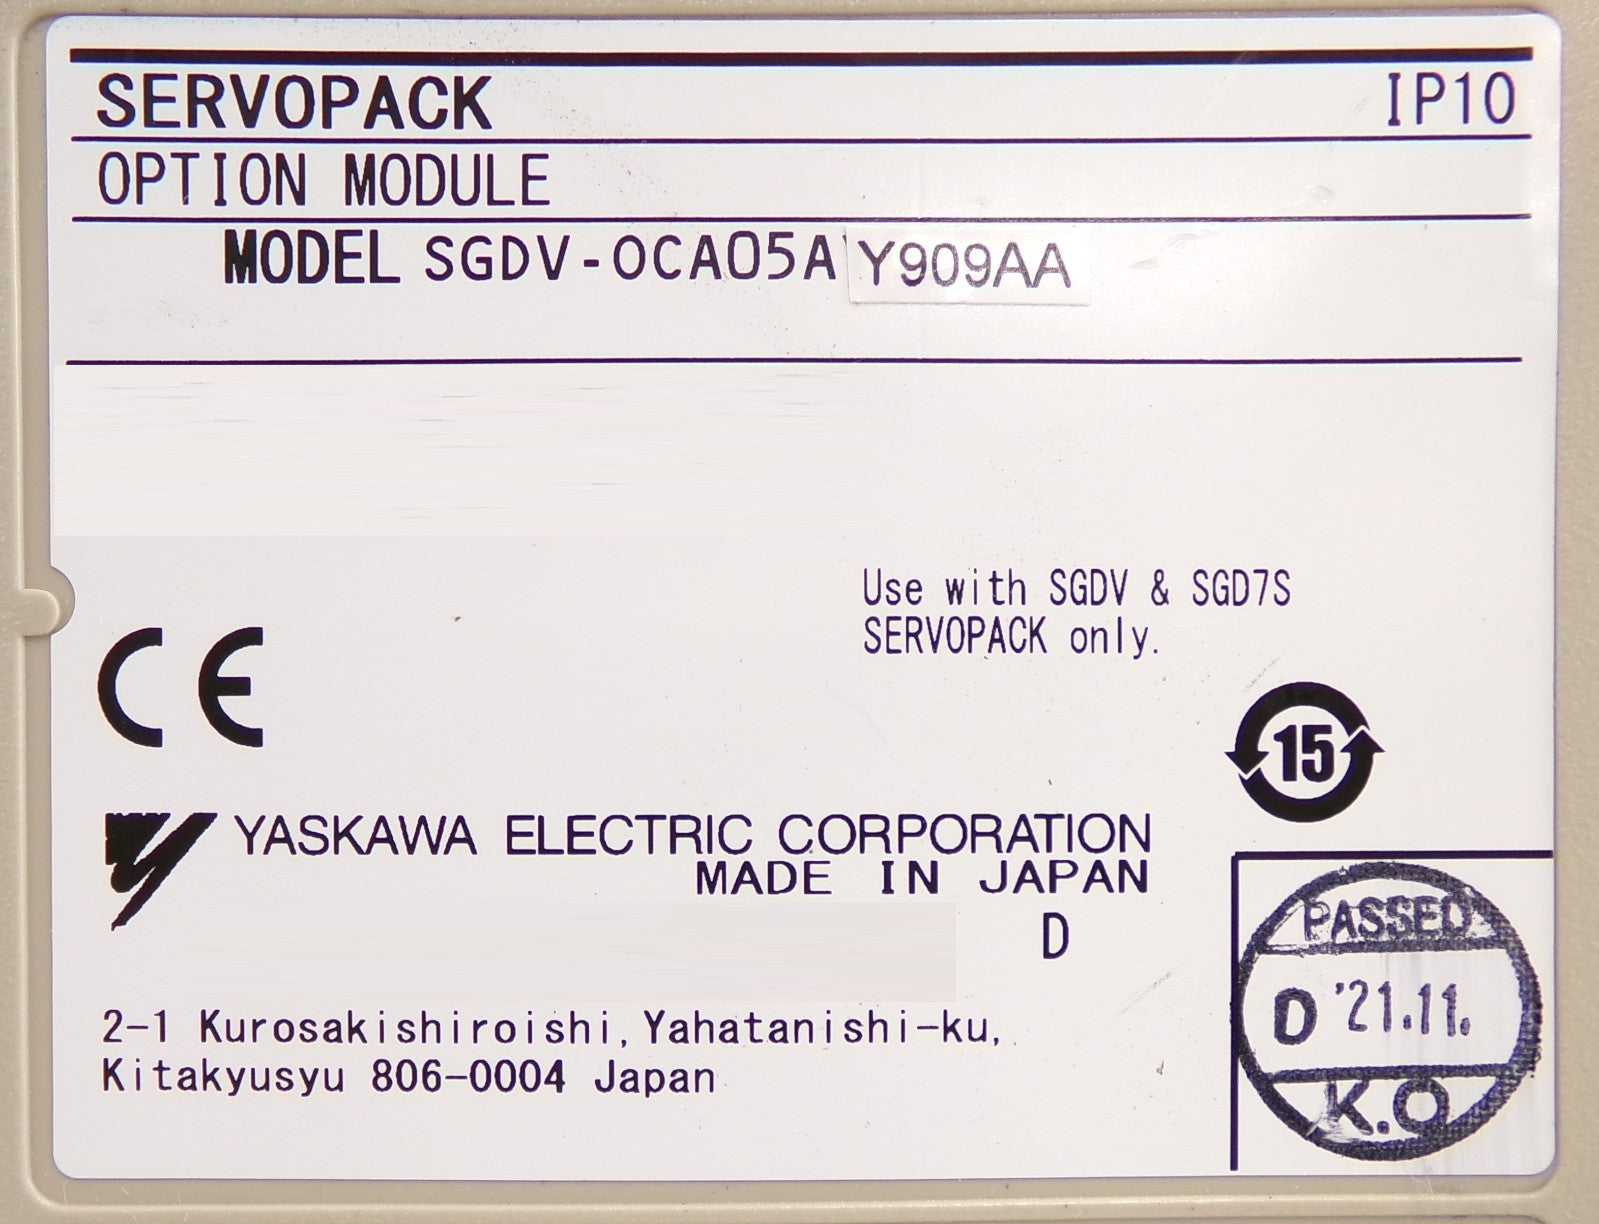 SERVOPACK IP10
OPTION MODULE
MODEL SGDV-OCA05A Y909AA
Use with SGDV & SGD7S
SERVOPACK only.
CE
15
YASKAWA ELECTRIC CORPORATION
MADE IN JAPAN
D
PASSED
D '21.11.
K.O
2-1 Kurosakishiroishi, Yahatanishi-ku,
Kitakyusyu 806-0004 Japan